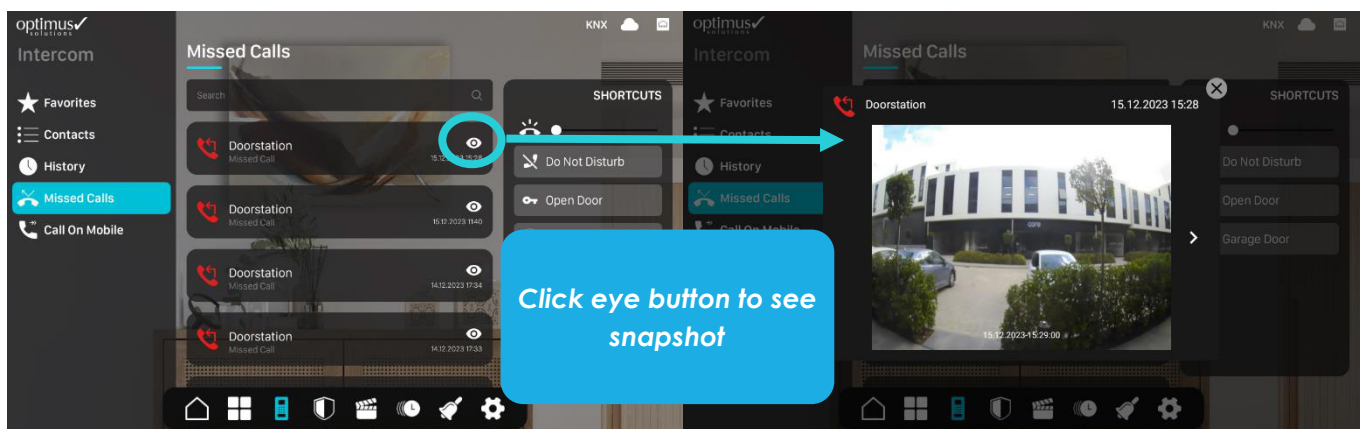 optimus✓
solutions
KNX
Intercom
Missed Calls
Search
SHORTCUTS
Favorites
Contacts
History
Missed Calls
Call On Mobile
Doorstation
Missed Call
15.12.2023 15:28
Doorstation
Missed Call
15.12.2023 11:40
Doorstation
Missed Call
14.12.2023 17:34
Doorstation
Missed Call
14.12.2023 17:33
Do Not Disturb
Open Door
Click eye button to see
snapshot
optimus✓
solutions
KNX
Intercom
Missed Calls
SHORTCUTS
Favorites
Contacts
History
Missed Calls
Call On Mobile
Doorstation
15.12.2023 15:28
15.12.2023-15:29:00
Do Not Disturb
Open Door
Garage Door